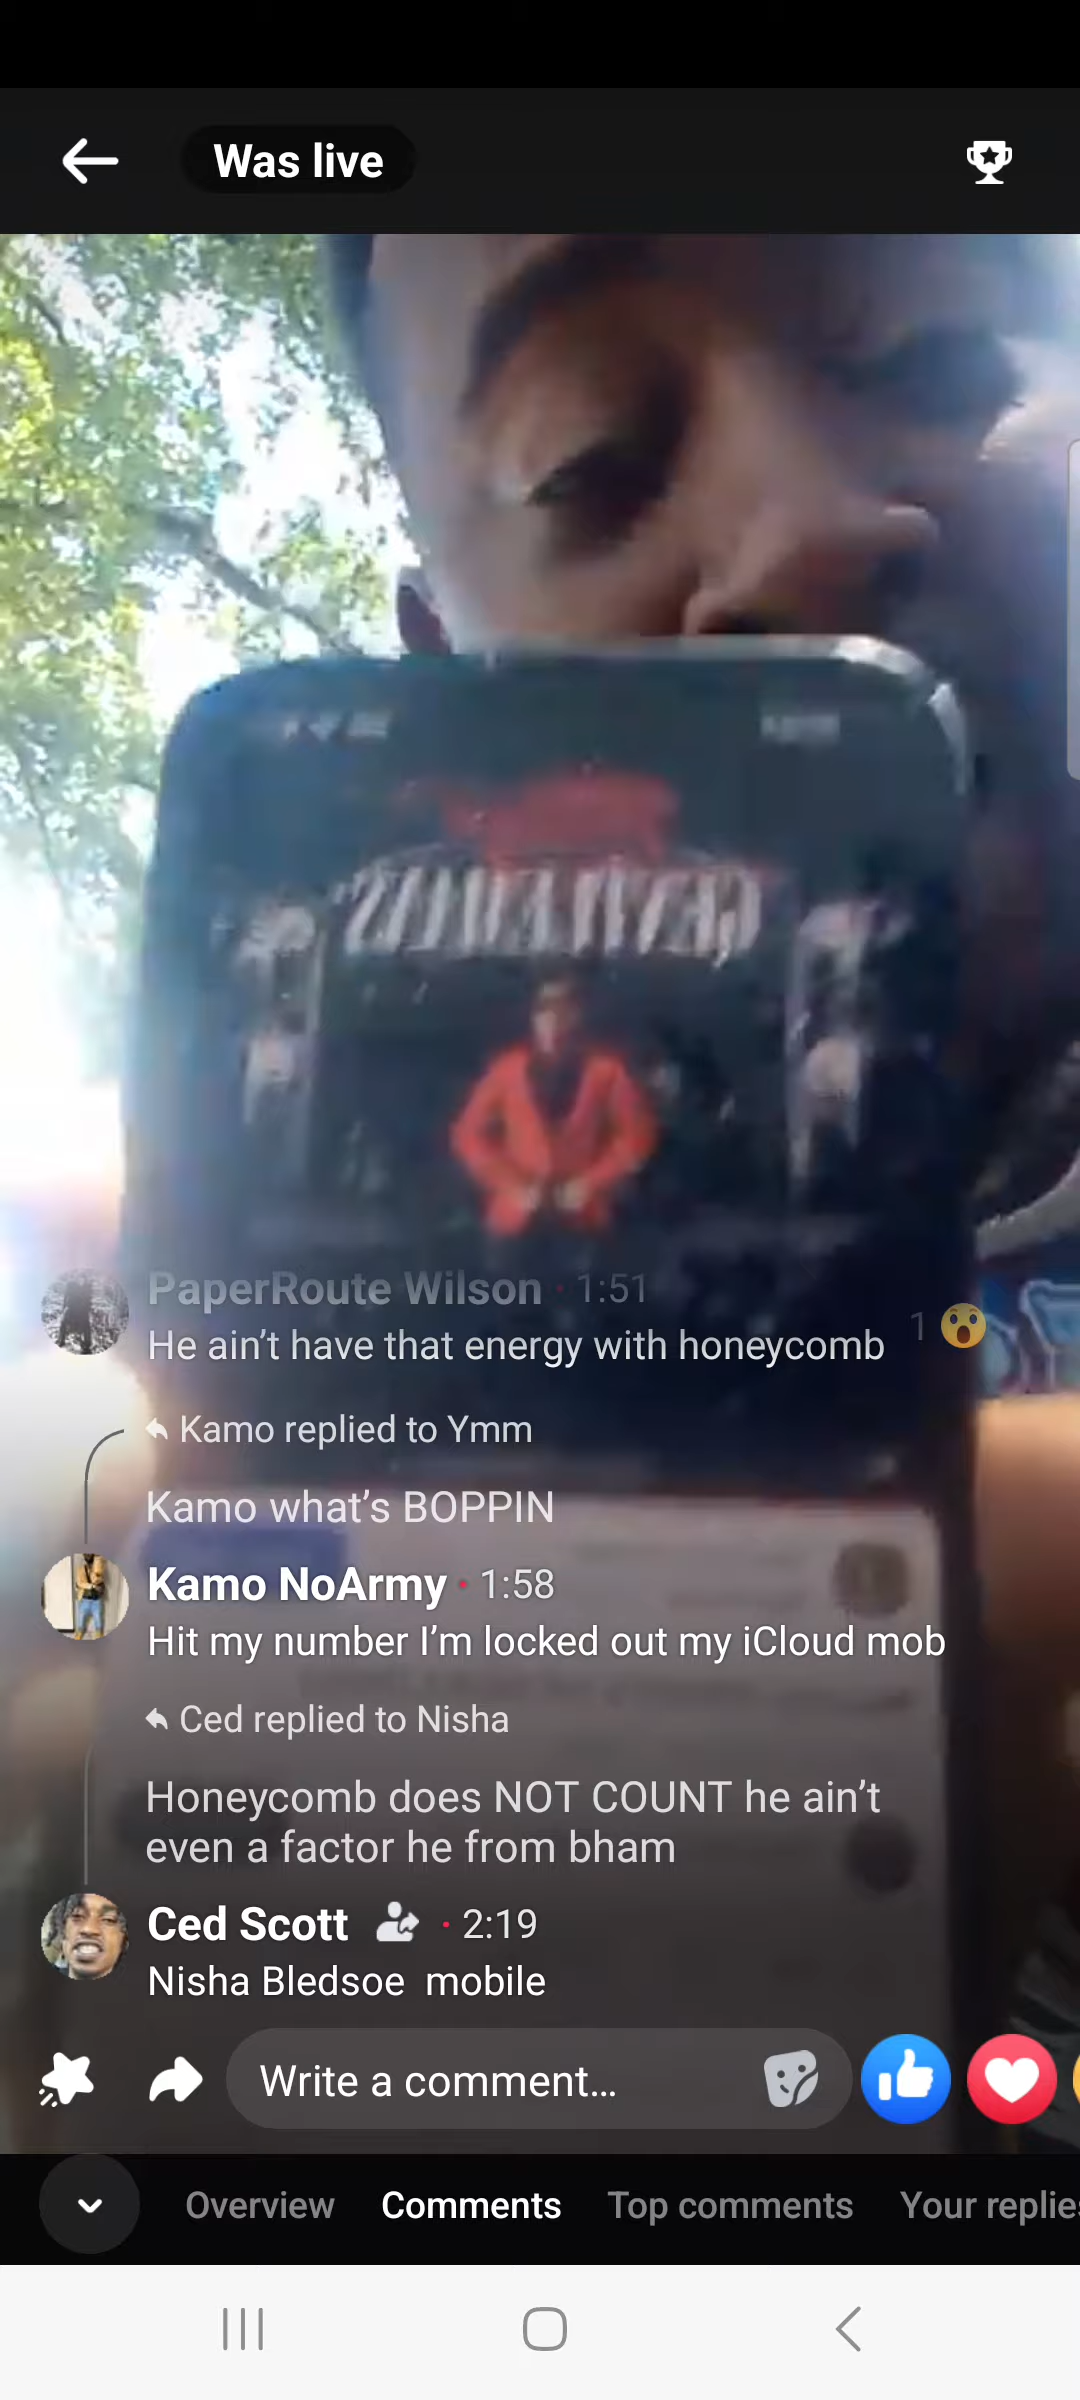 Was live
PaperRoute Wilson · 1:51
He ain't have that energy with honeycomb
1
Kamo replied to Ymm
Kamo what's BOPPIN
Kamo NoArmy · 1:58
Hit my number I'm locked out my iCloud mob
Ced replied to Nisha
Honeycomb does NOT COUNT he ain't
even a factor he from bham
Ced Scott · 2:19
Nisha Bledsoe mobile
Write a comment...
Overview Comments Top comments Your replies